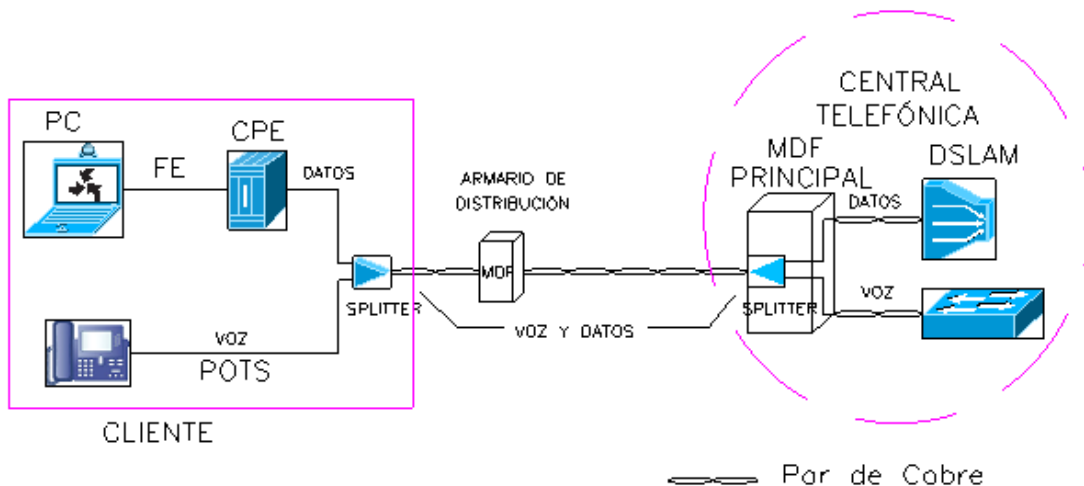 CENTRAL
TELEFÓNICA
PC
CPE
MDF
PRINCIPAL
DSLAM
FE
DATOS
ARMARIO DE
DISTRIBUCIÓN
DATOS
MDF
SPLITTER
VOZ Y DATOS
SPLITTER
VOZ
VOZ
POTS
CLIENTE
Par de Cobre